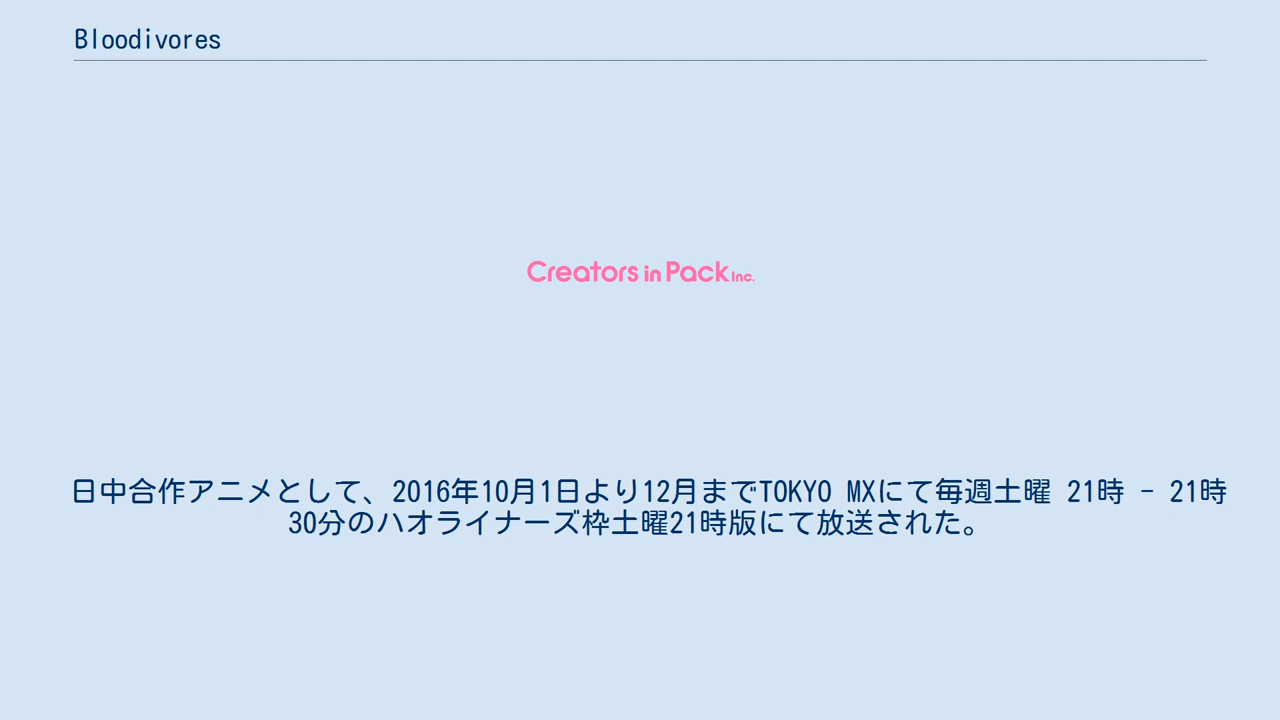 Bloodivores
Creators in Pack Inc.
日中合作アニメとして、2016年10月1日より12月までTOKYO MXにて毎週土曜 21時 - 21時
30分のハオライナーズ枠土曜21時版にて放送された。